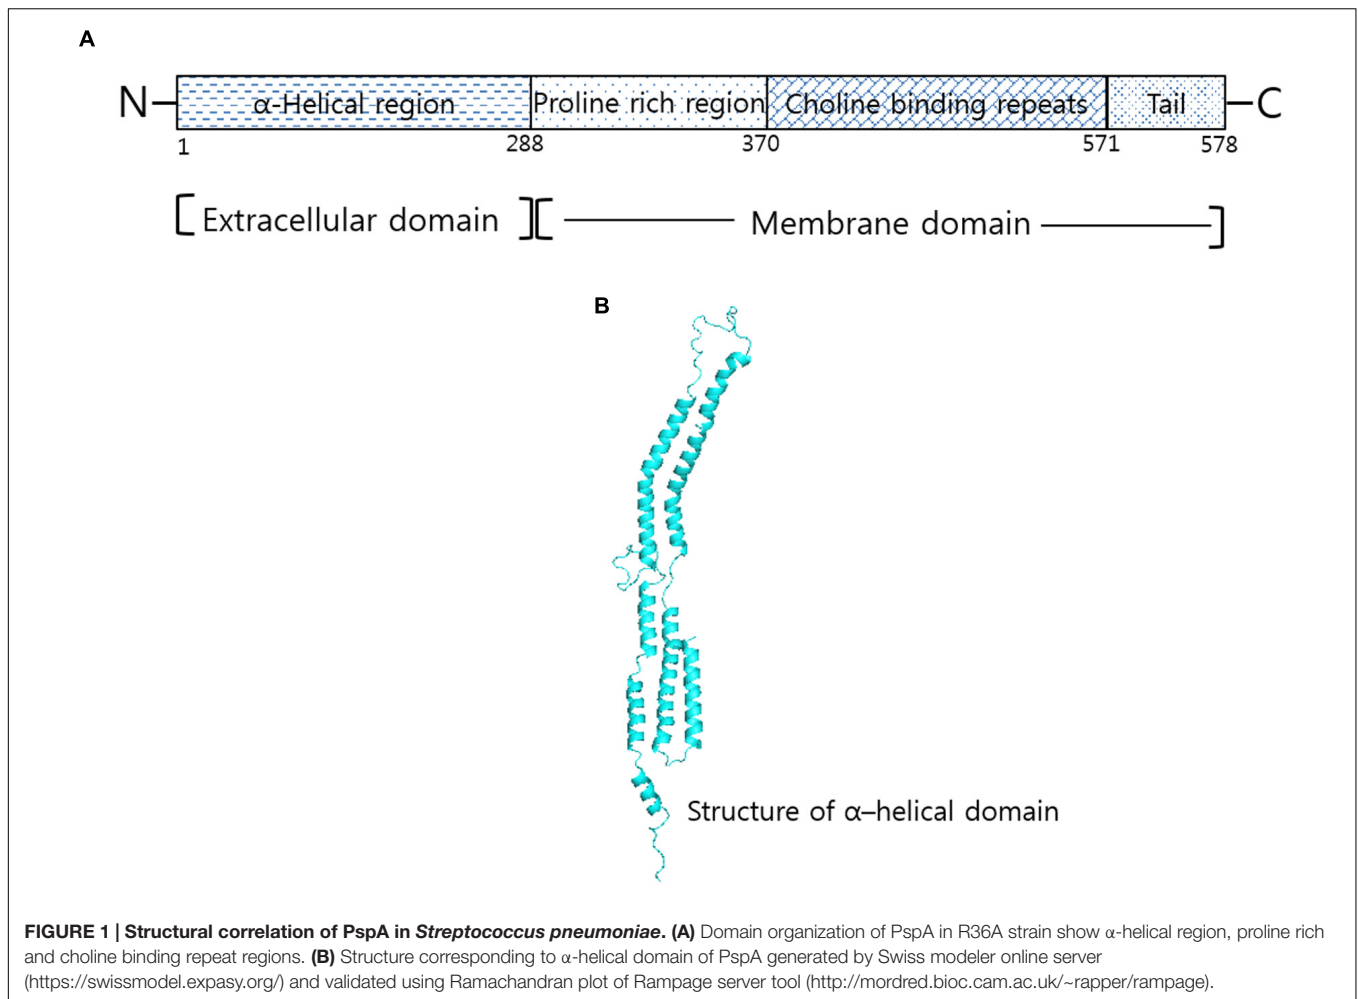 A
N
α-Helical region
Proline rich region
Choline binding repeats
Tail
C
1
288
370
571
578
Extracellular domain
Membrane domain
B
Structure of α–helical domain
FIGURE 1 | Structural correlation of PspA in Streptococcus pneumoniae. (A) Domain organization of PspA in R36A strain show α-helical region, proline rich
and choline binding repeat regions. (B) Structure corresponding to α-helical domain of PspA generated by Swiss modeler online server
(https://swissmodel.expasy.org/) and validated using Ramachandran plot of Rampage server tool (http://mordred.bioc.cam.ac.uk/~rapper/rampage).